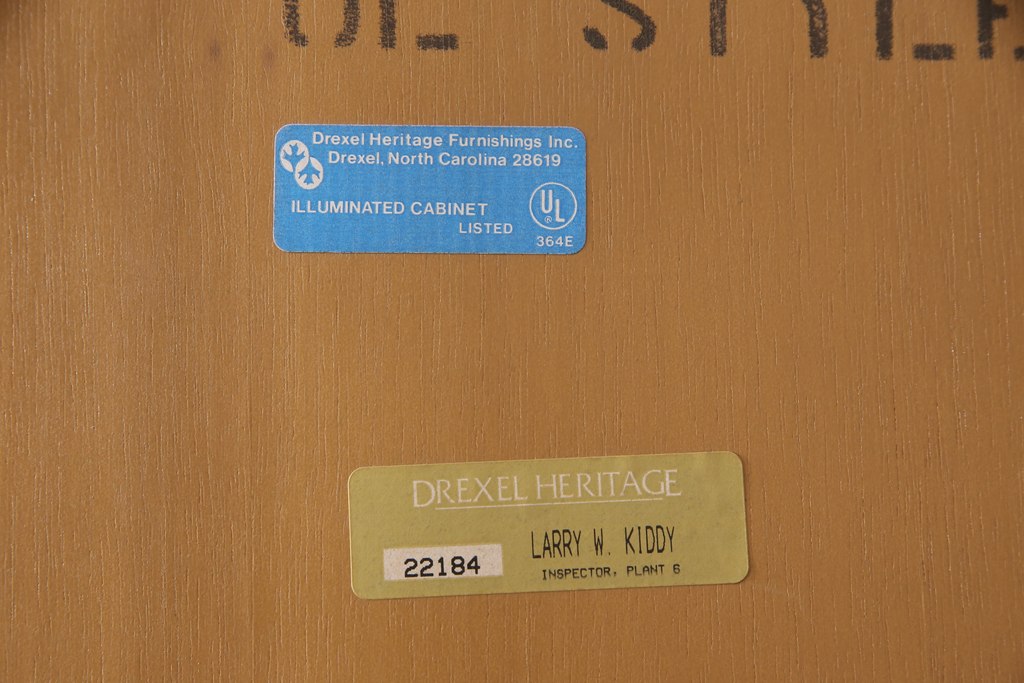 STYLE
Drexel Heritage Furnishings Inc.
Drexel, North Carolina 28619
ILLUMINATED CABINET
LISTED
UL
®
364E
DREXEL HERITAGE
22184
LARRY W. KIDDY
INSPECTOR, PLANT 6